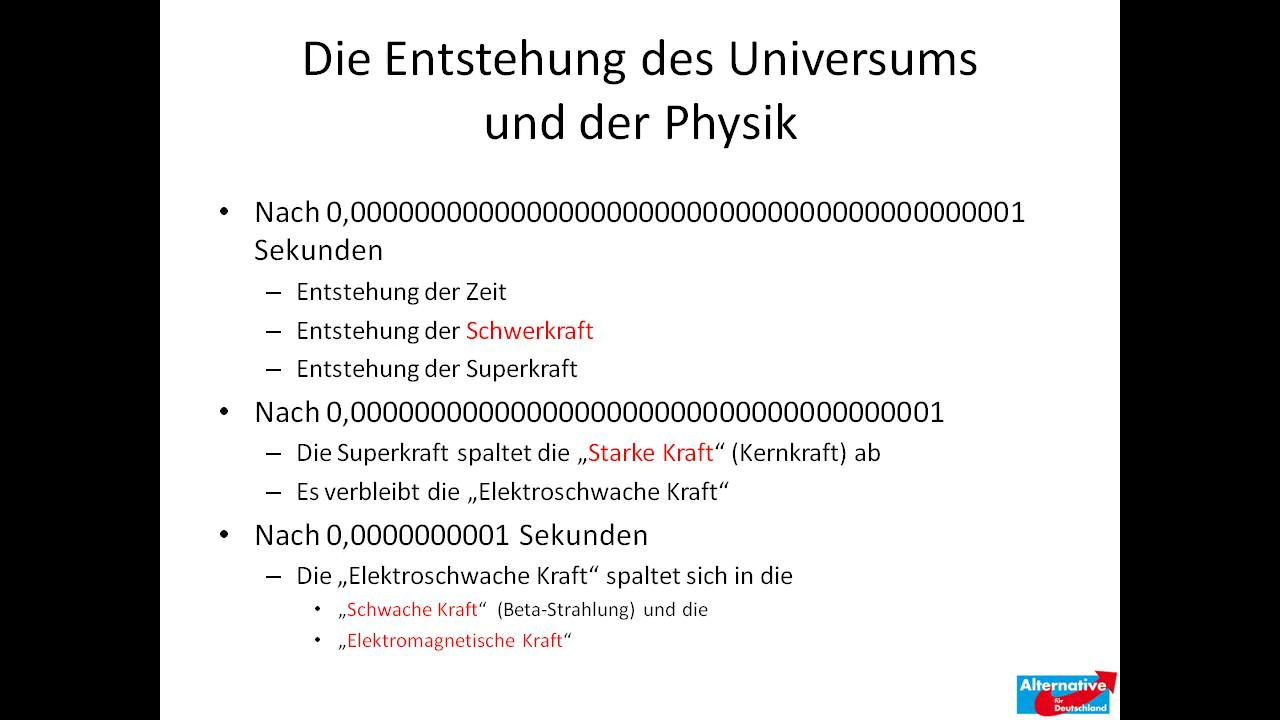 Die Entstehung des Universums
und der Physik
• Nach 0,000000000000000000000000000000000000000001
Sekunden
– Entstehung der Zeit
– Entstehung der Schwerkraft
– Entstehung der Superkraft
• Nach 0,0000000000000000000000000000000000001
– Die Superkraft spaltet die „Starke Kraft“ (Kernkraft) ab
– Es verbleibt die „Elektroschwache Kraft“
• Nach 0,0000000001 Sekunden
– Die „Elektroschwache Kraft“ spaltet sich in die
• „Schwache Kraft“ (Beta-Strahlung) und die
• „Elektromagnetische Kraft“
Alternative
für
Deutschland